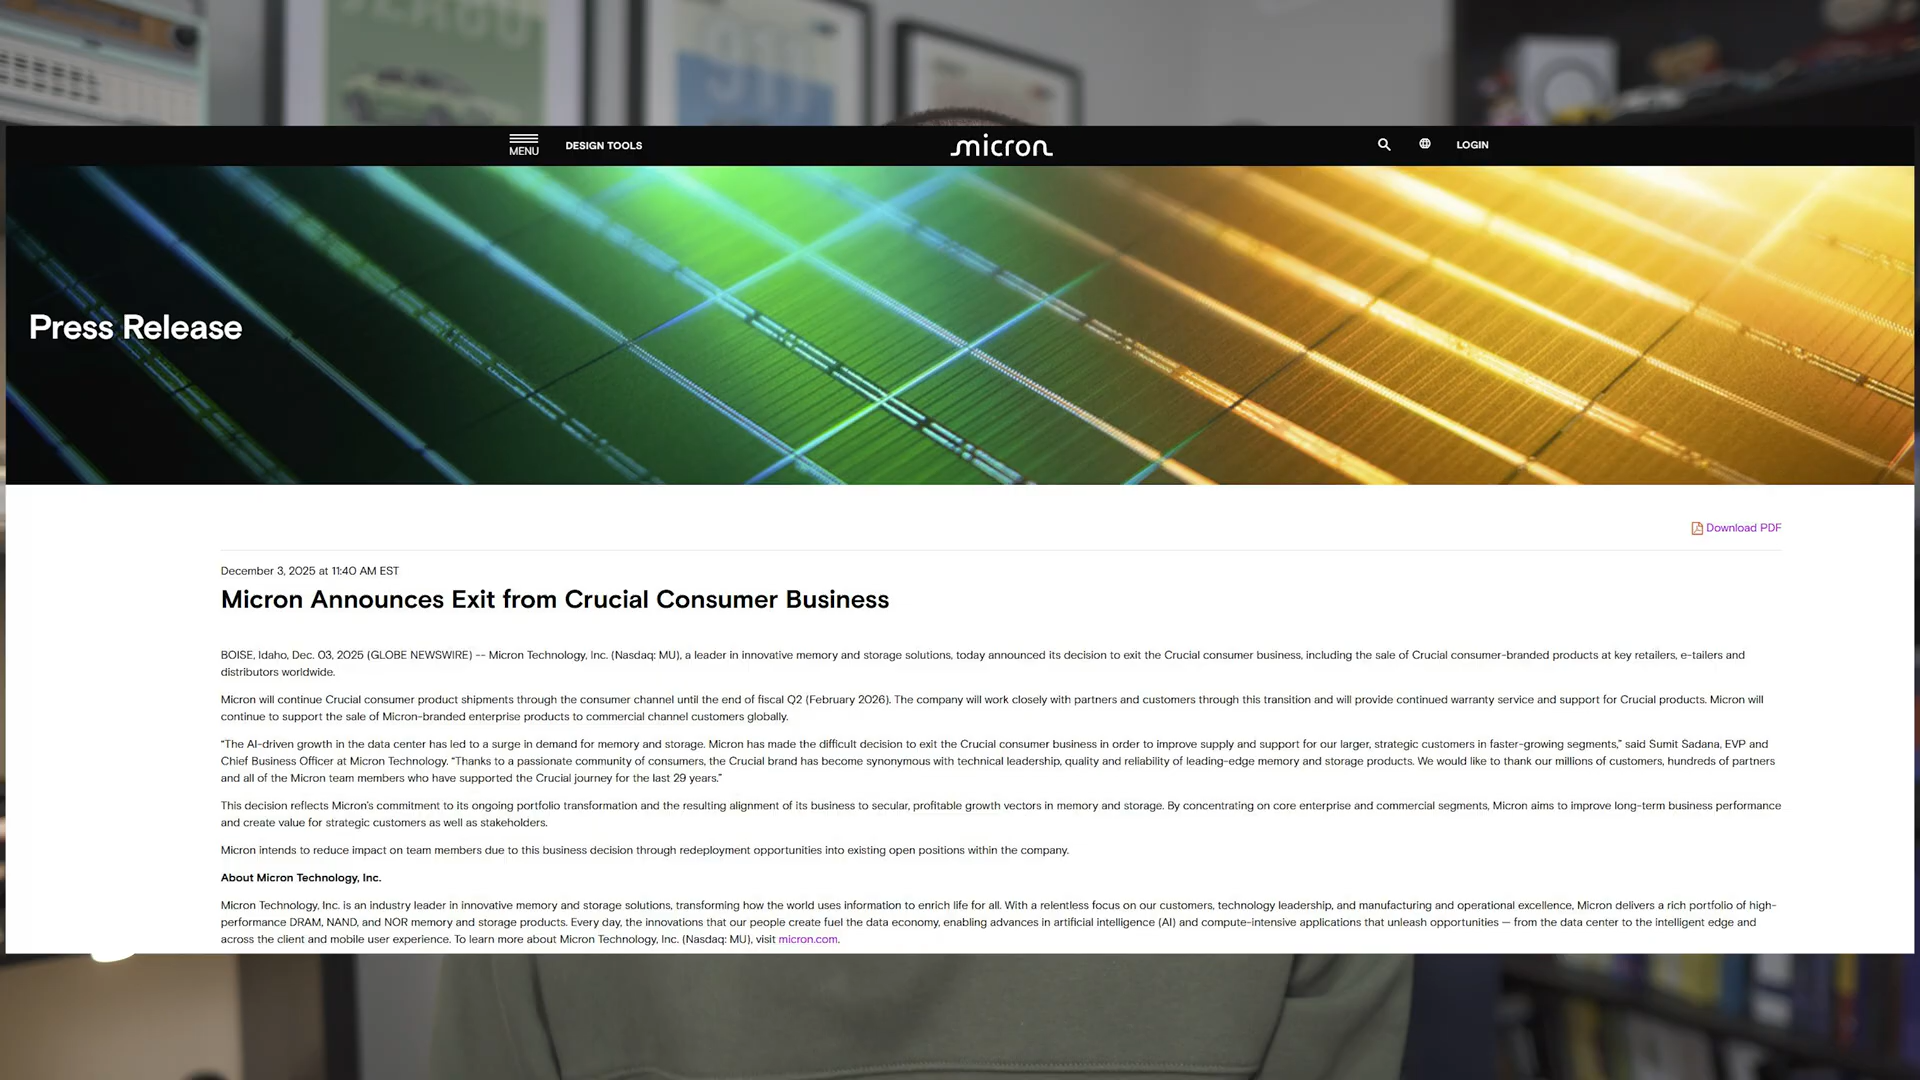 911
MENU
DESIGN TOOLS
micron
LOGIN
Press Release
Download PDF
December 3, 2025 at 11:40 AM EST
Micron Announces Exit from Crucial Consumer Business
BOISE, Idaho, Dec. 03, 2025 (GLOBE NEWSWIRE) -- Micron Technology, Inc. (Nasdaq: MU), a leader in innovative memory and storage solutions, today announced its decision to exit the Crucial consumer business, including the sale of Crucial consumer-branded products at key retailers, e-tailers and
distributors worldwide.
Micron will continue Crucial consumer product shipments through the consumer channel until the end of fiscal Q2 (February 2026). The company will work closely with partners and customers through this transition and will provide continued warranty service and support for Crucial products. Micron will
continue to support the sale of Micron-branded enterprise products to commercial channel customers globally.
“The AI-driven growth in the data center has led to a surge in demand for memory and storage. Micron has made the difficult decision to exit the Crucial consumer business in order to improve supply and support for our larger, strategic customers in faster-growing segments,” said Sumit Sadana, EVP and
Chief Business Officer at Micron Technology. “Thanks to a passionate community of consumers, the Crucial brand has become synonymous with technical leadership, quality and reliability of leading-edge memory and storage products. We would like to thank our millions of customers, hundreds of partners
and all of the Micron team members who have supported the Crucial journey for the last 29 years.”
This decision reflects Micron’s commitment to its ongoing portfolio transformation and the resulting alignment of its business to secular, profitable growth vectors in memory and storage. By concentrating on core enterprise and commercial segments, Micron aims to improve long-term business performance
and create value for strategic customers as well as stakeholders.
Micron intends to reduce impact on team members due to this business decision through redeployment opportunities into existing open positions within the company.
About Micron Technology, Inc.
Micron Technology, Inc. is an industry leader in innovative memory and storage solutions, transforming how the world uses information to enrich life for all. With a relentless focus on our customers, technology leadership, and manufacturing and operational excellence, Micron delivers a rich portfolio of high-
performance DRAM, NAND, and NOR memory and storage products. Every day, the innovations that our people create fuel the data economy, enabling advances in artificial intelligence (AI) and compute-intensive applications that unleash opportunities — from the data center to the intelligent edge and
across the client and mobile user experience. To learn more about Micron Technology, Inc. (Nasdaq: MU), visit micron.com.